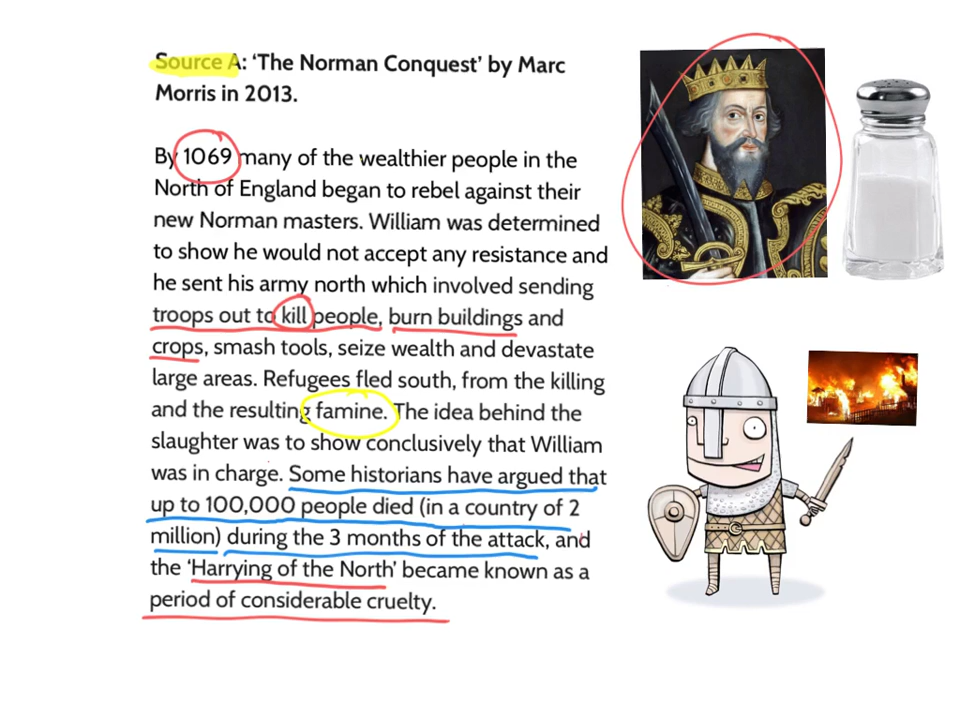 Source A: ‘The Norman Conquest’ by Marc
Morris in 2013.
By 1069 many of the wealthier people in the
North of England began to rebel against their
new Norman masters. William was determined
to show he would not accept any resistance and
he sent his army north which involved sending
troops out to kill people, burn buildings and
crops, smash tools, seize wealth and devastate
large areas. Refugees fled south, from the killing
and the resulting famine. The idea behind the
slaughter was to show conclusively that William
was in charge. Some historians have argued that
up to 100,000 people died (in a country of 2
million) during the 3 months of the attack, and
the ‘Harrying of the North’ became known as a
period of considerable cruelty.